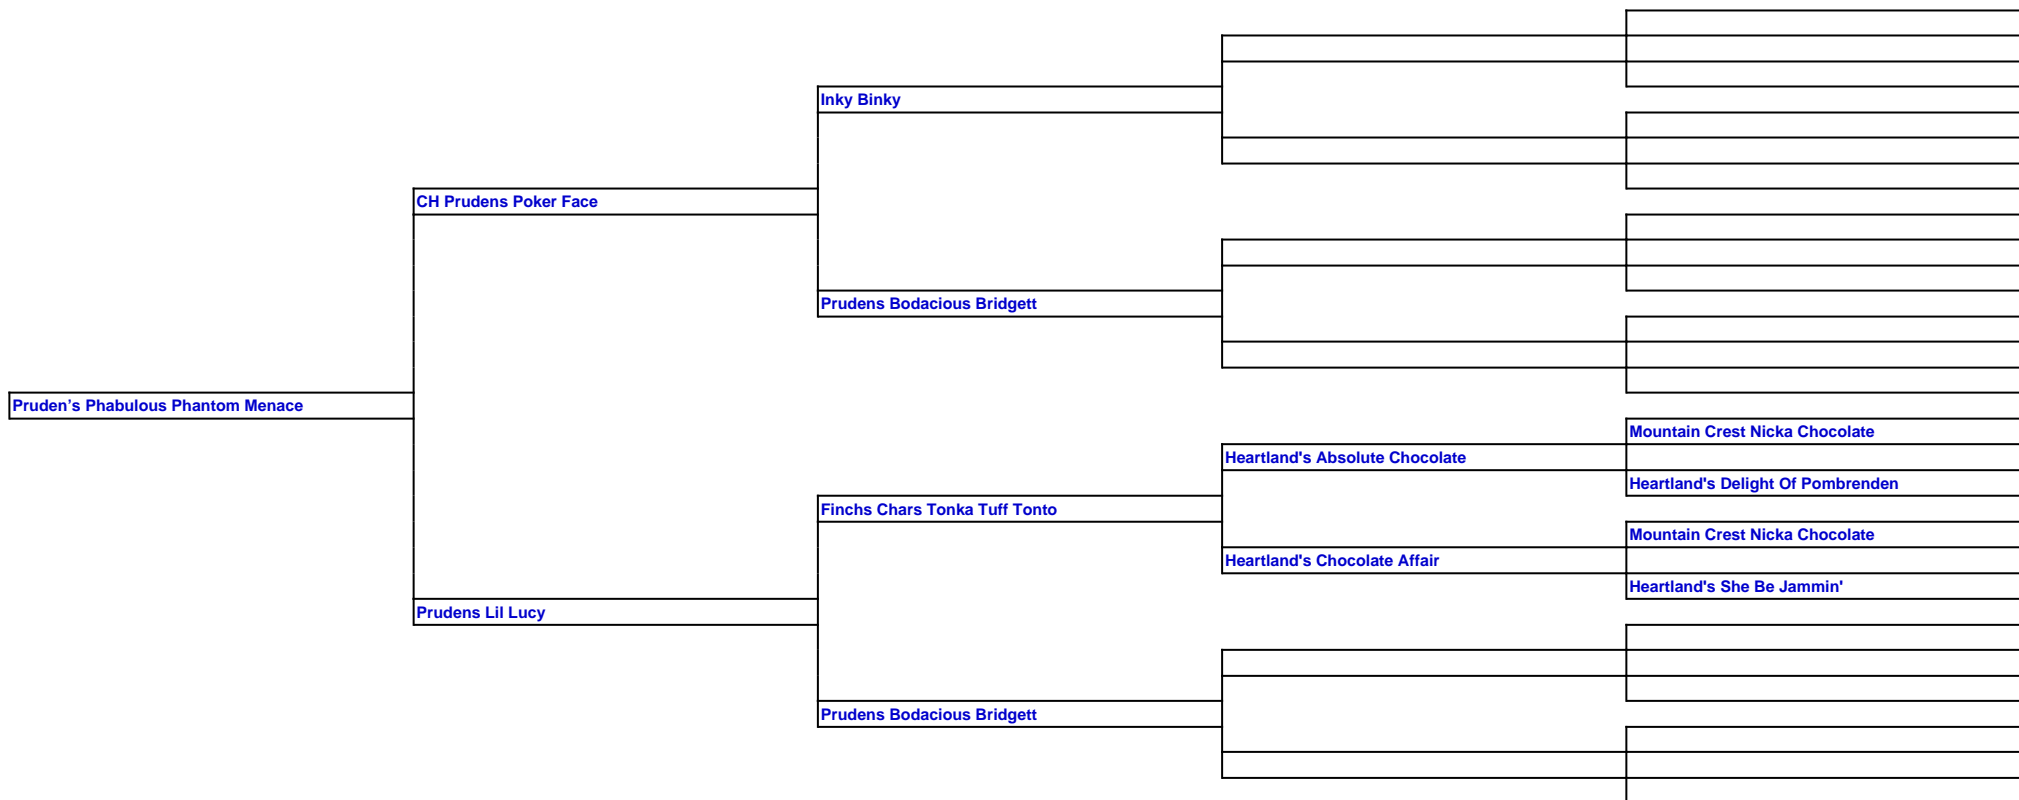 Inky Binky
CH Prudens Poker Face
Prudens Bodacious Bridgett
Pruden’s Phabulous Phantom Menace
Mountain Crest Nicka Chocolate
Heartland's Absolute Chocolate
Heartland's Delight Of Pombrenden
Finchs Chars Tonka Tuff Tonto
Mountain Crest Nicka Chocolate
Heartland's Chocolate Affair
Heartland's She Be Jammin'
Prudens Lil Lucy
Prudens Bodacious Bridgett